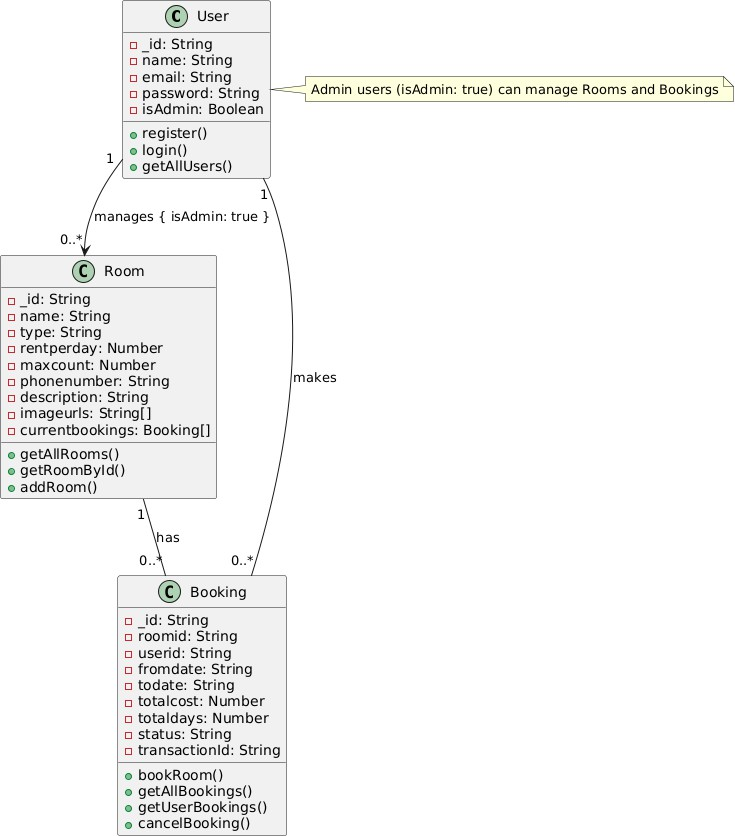 C User
_id: String
name: String
email: String
password: String
isAdmin: Boolean
register()
login()
getAllUsers()
Admin users (isAdmin: true) can manage Rooms and Bookings
1
1
manages { isAdmin: true }
0..*
C Room
_id: String
name: String
type: String
rentperday: Number
maxcount: Number
phonenumber: String
description: String
imageurls: String[]
currentbookings: Booking[]
getAllRooms()
getRoomById()
addRoom()
makes
1
has
0..*
0..*
C Booking
_id: String
roomid: String
userid: String
fromdate: String
todate: String
totalcost: Number
totaldays: Number
status: String
transactionId: String
bookRoom()
getAllBookings()
getUserBookings()
cancelBooking()